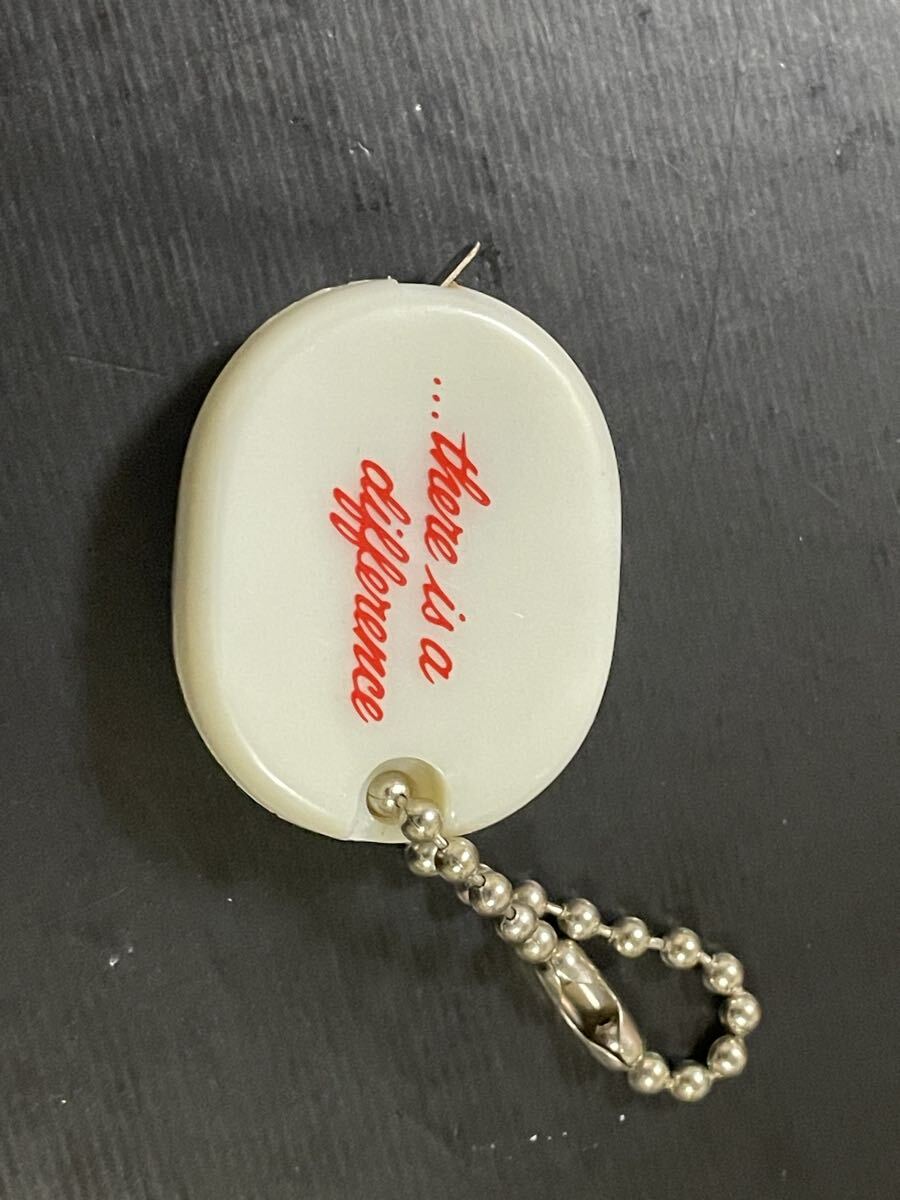 ...there is a
difference